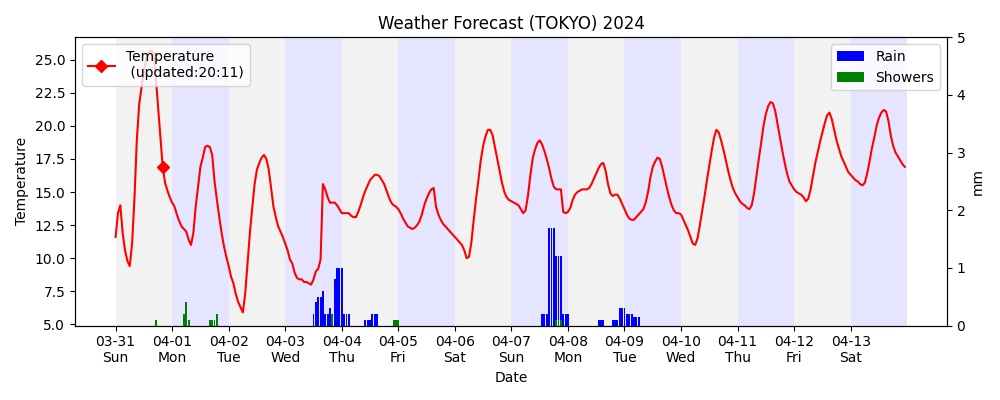 Weather Forecast (TOKYO) 2024
Temperature
(updated:20:11)
Rain
Showers
Temperature
25.0
22.5
20.0
17.5
15.0
12.5
10.0
7.5
5.0
5
4
3
2
1
0
mm
03-31 04-01 04-02 04-03 04-04 04-05 04-06 04-07 04-08 04-09 04-10 04-11 04-12 04-13
Sun Mon Tue Wed Thu Fri Sat Sun Mon Tue Wed Thu Fri Sat
Date